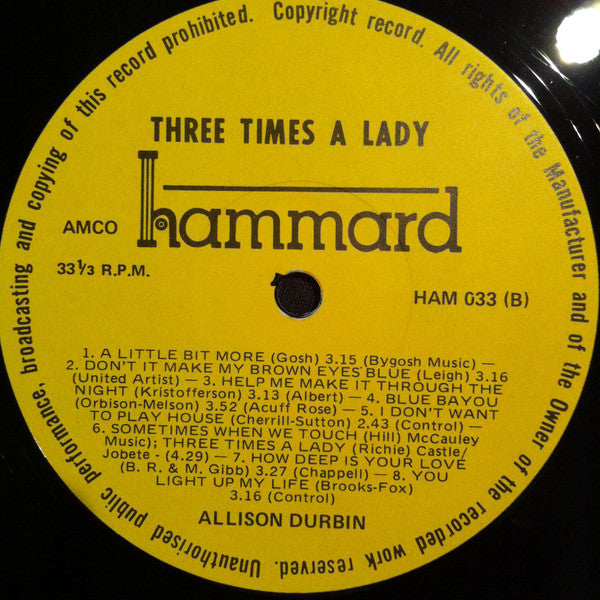 Unauthorised public performance, broadcasting and copying of this record prohibited. Copyright record. All rights of the Manufacturer and of the Owner of the recorded work reserved.
THREE TIMES A LADY
hammard
AMCO
33⅓ R.P.M.
HAM 033 (B)
1. A LITTLE BIT MORE (Gosh) 3.15 (Bygosh Music) —
2. DON'T IT MAKE MY BROWN EYES BLUE (Leigh) 3.16
(United Artist) — 3. HELP ME MAKE IT THROUGH THE
NIGHT (Kristofferson) 3.13 (Albert) — 4. BLUE BAYOU
(Orbison-Melson) 3.52 (Acuff Rose) — 5. I DON'T WANT
TO PLAY HOUSE (Cherrill-Sutton) 2.43 (Control) —
6. SOMETIMES WHEN WE TOUCH (Hill) McCauley
Music); THREE TIMES A LADY (Richie) Castle/
Jobete - (4.29) — 7. HOW DEEP IS YOUR LOVE
(B. R. & M. Gibb) 3.27 (Chappell) — 8. YOU
LIGHT UP MY LIFE (Brooks-Fox)
3.16 (Control)
ALLISON DURBIN